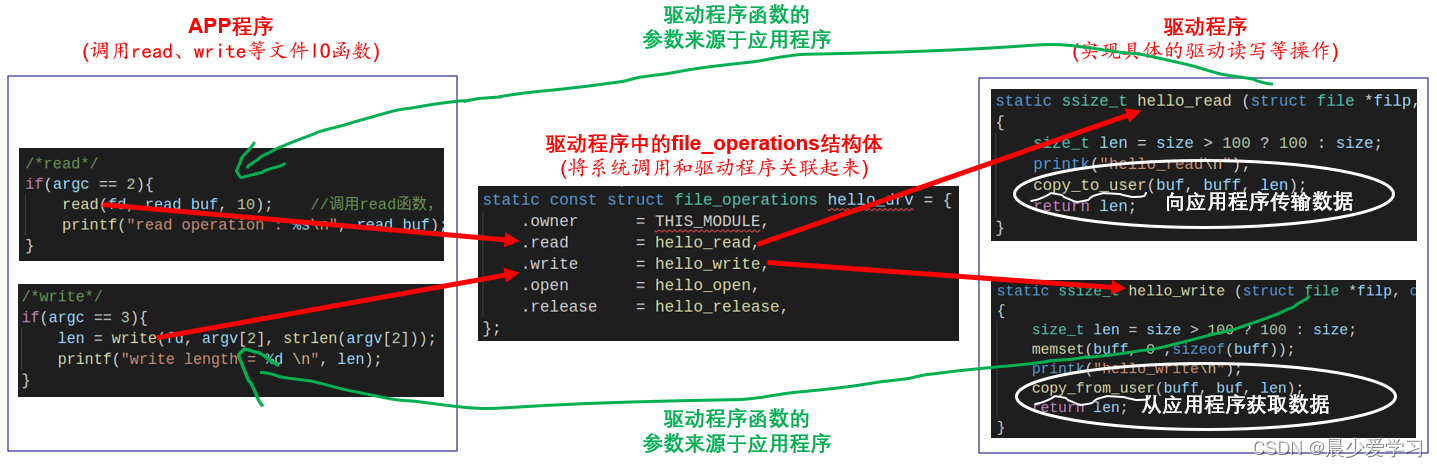 APP程序
(调用read、write等文件IO函数)
/*read*/
if(argc == 2){
read(fd, read_buf, 10);    //调用read函数，
printf("read operation : %s\n", read_buf);
}
/*write*/
if(argc == 3){
len = write(fd, argv[2], strlen(argv[2]));
printf("write length = %d \n", len);
}
驱动程序函数的
参数来源于应用程序
驱动程序中的file_operations结构体
(将系统调用和驱动程序关联起来)
static const struct file_operations hello_drv = {
.owner      = THIS_MODULE,
.read       = hello_read,
.write      = hello_write,
.open       = hello_open,
.release    = hello_release,
};
驱动程序函数的
参数来源于应用程序
驱动程序
(实现具体的驱动读写等操作)
static ssize_t hello_read (struct file *filp,
{
size_t len = size > 100 ? 100 : size;
printk("hello_read\n");
copy_to_user(buf, buff, len);
return len;
向应用程序传输数据
}
static ssize_t hello_write (struct file *filp, c
{
size_t len = size > 100 ? 100 : size;
memset(buff, 0 ,sizeof(buff));
printk("hello_write\n");
copy_from_user(buff, buf, len);
return len;
从应用程序获取数据
}
CSDN @晨少爱学习